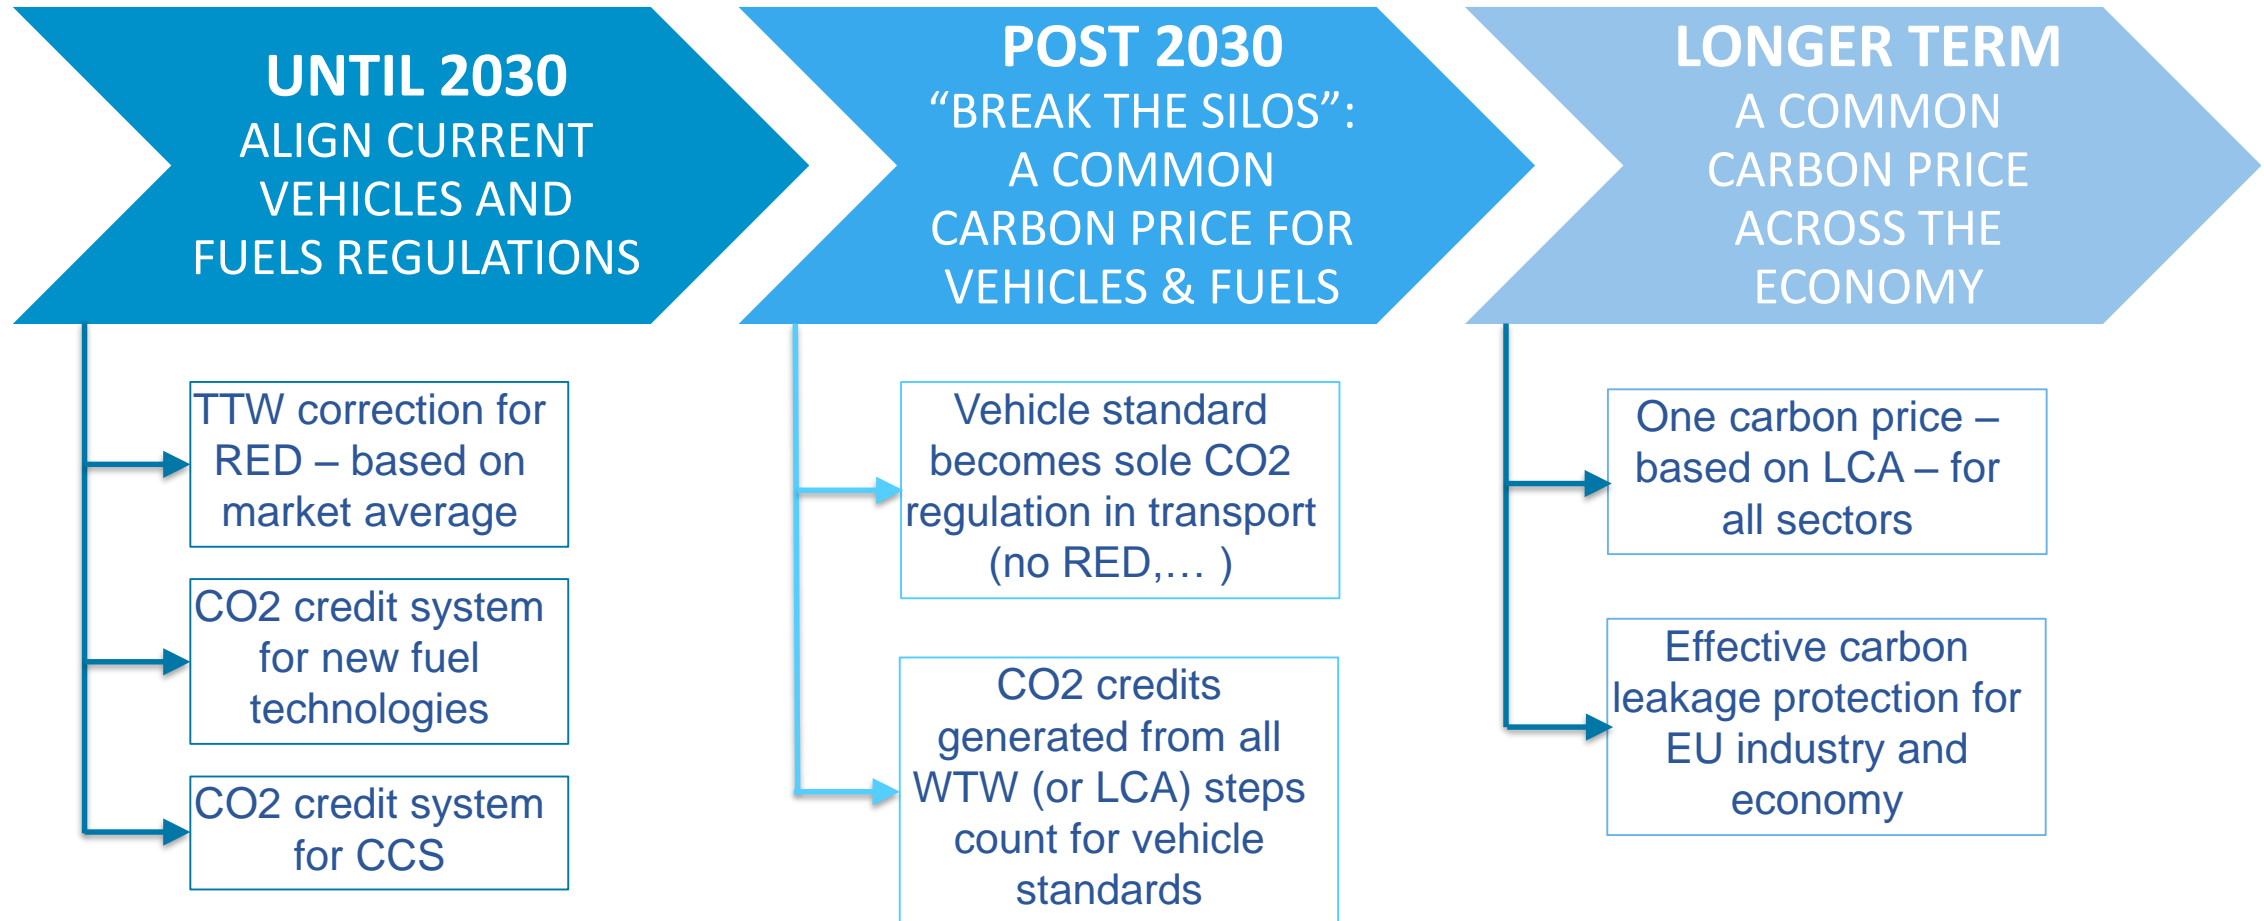 UNTIL 2030
ALIGN CURRENT
VEHICLES AND
FUELS REGULATIONS
TTW correction for
RED – based on
market average
CO2 credit system
for new fuel
technologies
CO2 credit system
for CCS
POST 2030
“BREAK THE SILOS”:
A COMMON
CARBON PRICE FOR
VEHICLES & FUELS
Vehicle standard
becomes sole CO2
regulation in transport
(no RED,… )
CO2 credits
generated from all
WTW (or LCA) steps
count for vehicle
standards
LONGER TERM
A COMMON
CARBON PRICE
ACROSS THE
ECONOMY
One carbon price –
based on LCA – for
all sectors
Effective carbon
leakage protection for
EU industry and
economy